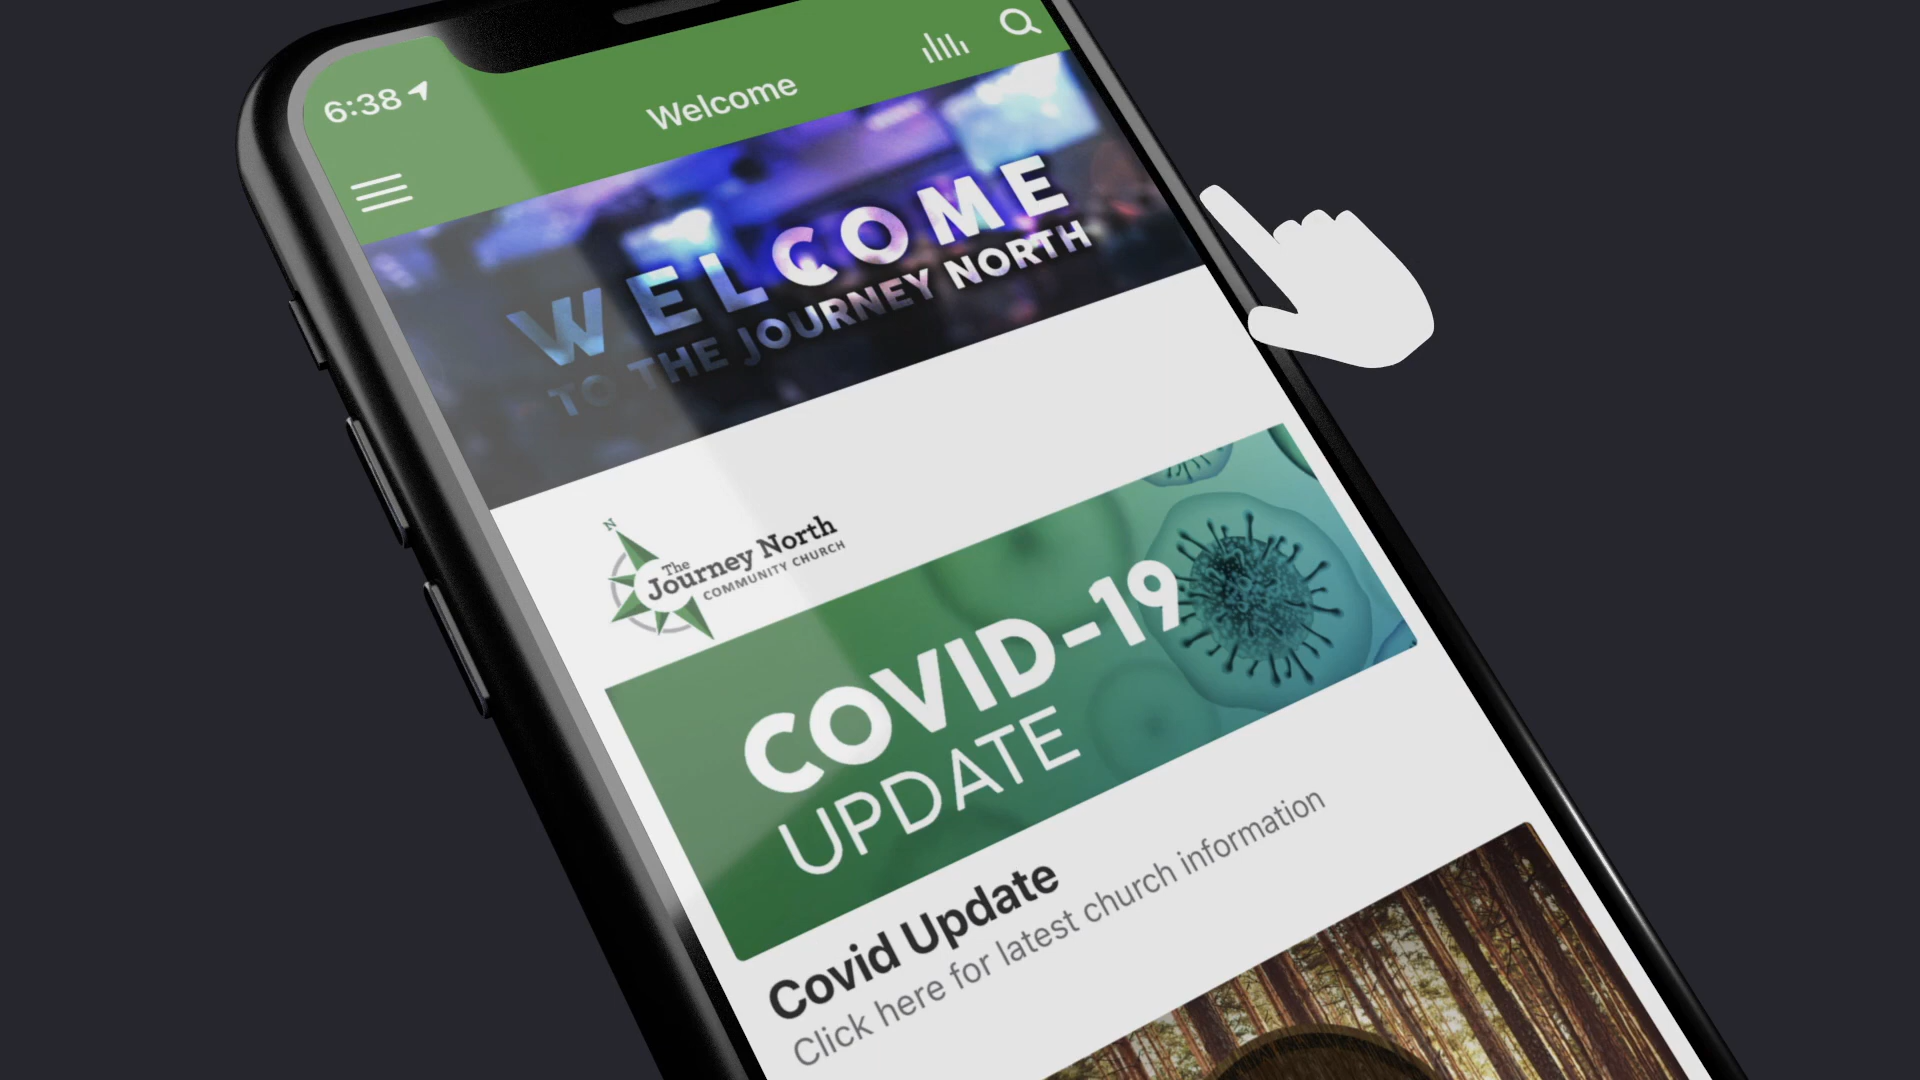 6:38
Welcome
WELCOME
TO THE JOURNEY NORTH
N
The
Journey North
COMMUNITY CHURCH
COVID-19
UPDATE
Covid Update
Click here for latest church information